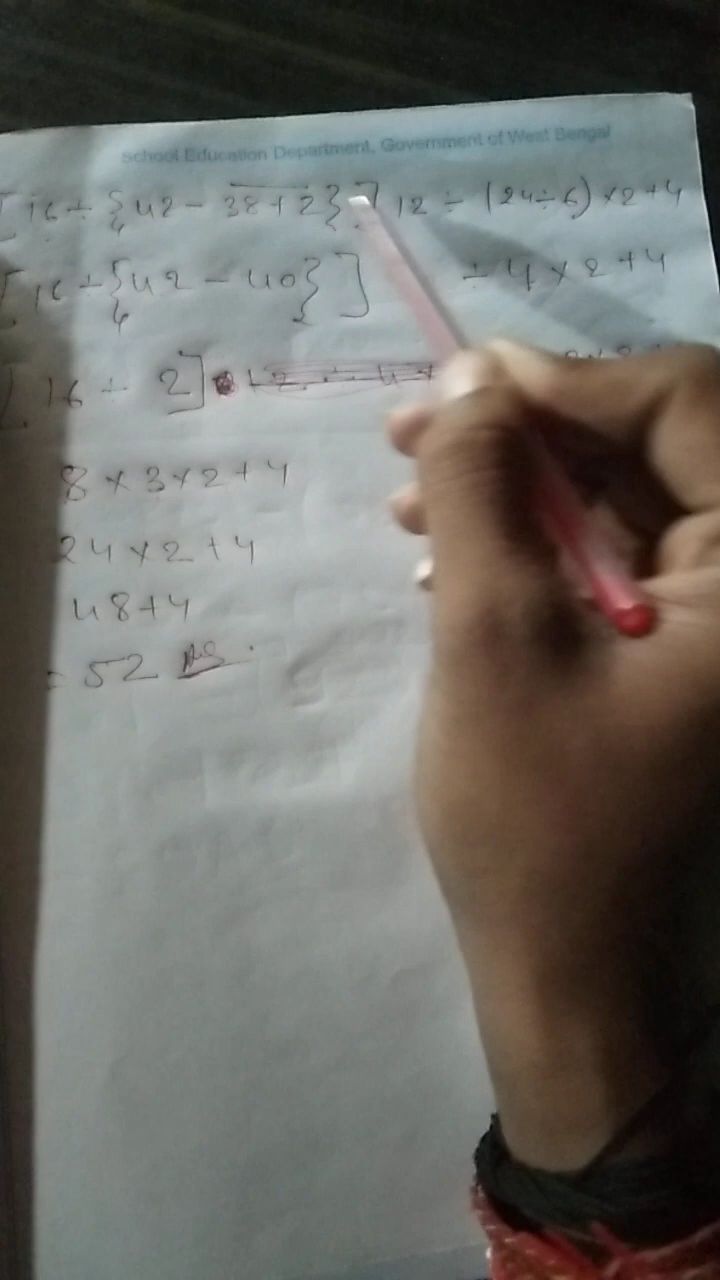 School Education Department, Government of West Bengal
[16 ÷ {42 - 38+2}] 12 ÷ (24÷6) × 2 + 4
[16 ÷ {42 - 40}] ÷ 4 × 2 + 4
[16 ÷ 2]
8 × 3 × 2 + 4
24 × 2 + 4
48 + 4
= 52 Ans.